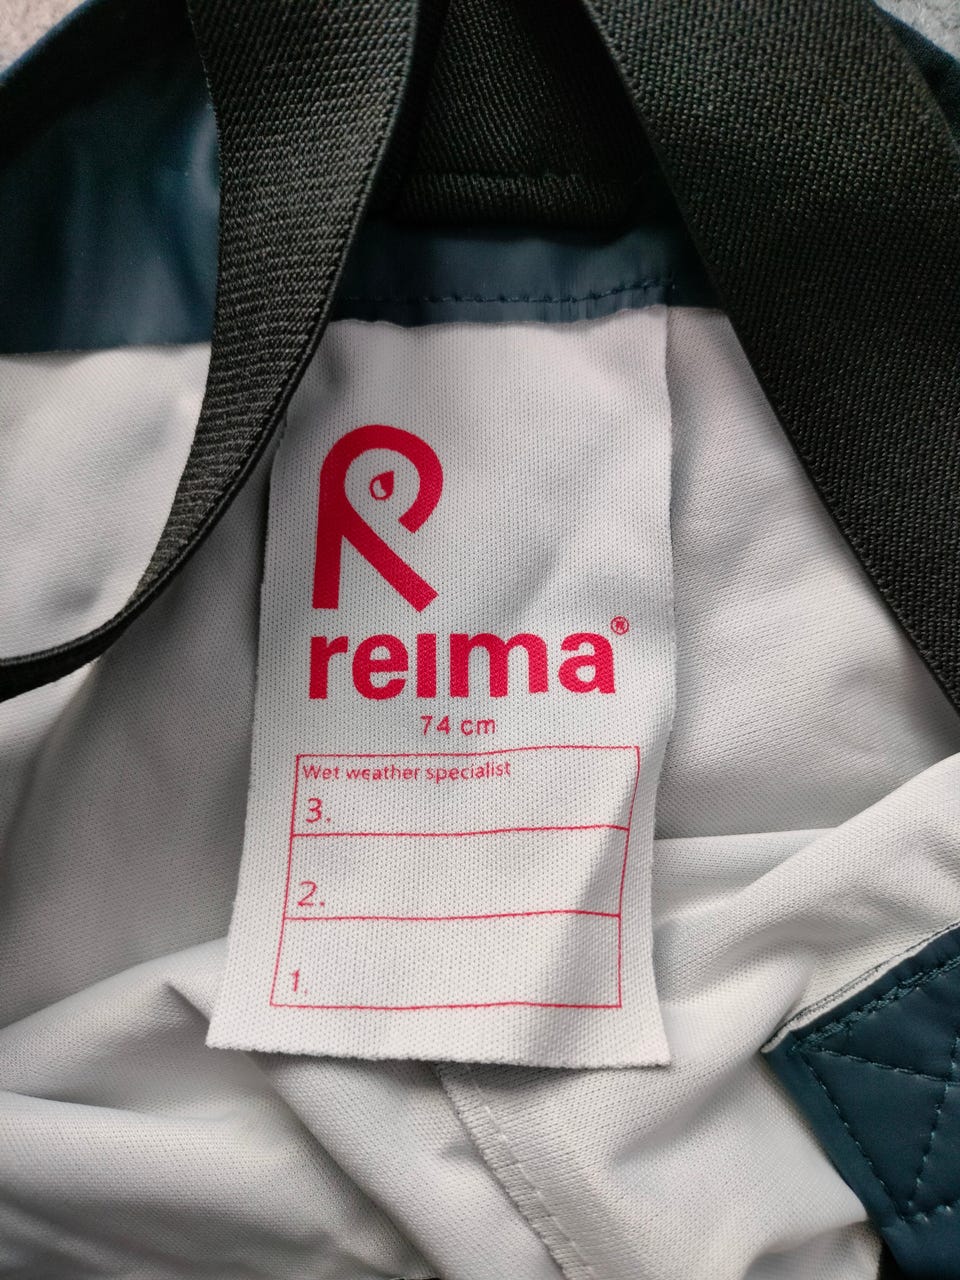 reima®
74 cm
Wet weather specialist
3.
2.
1.